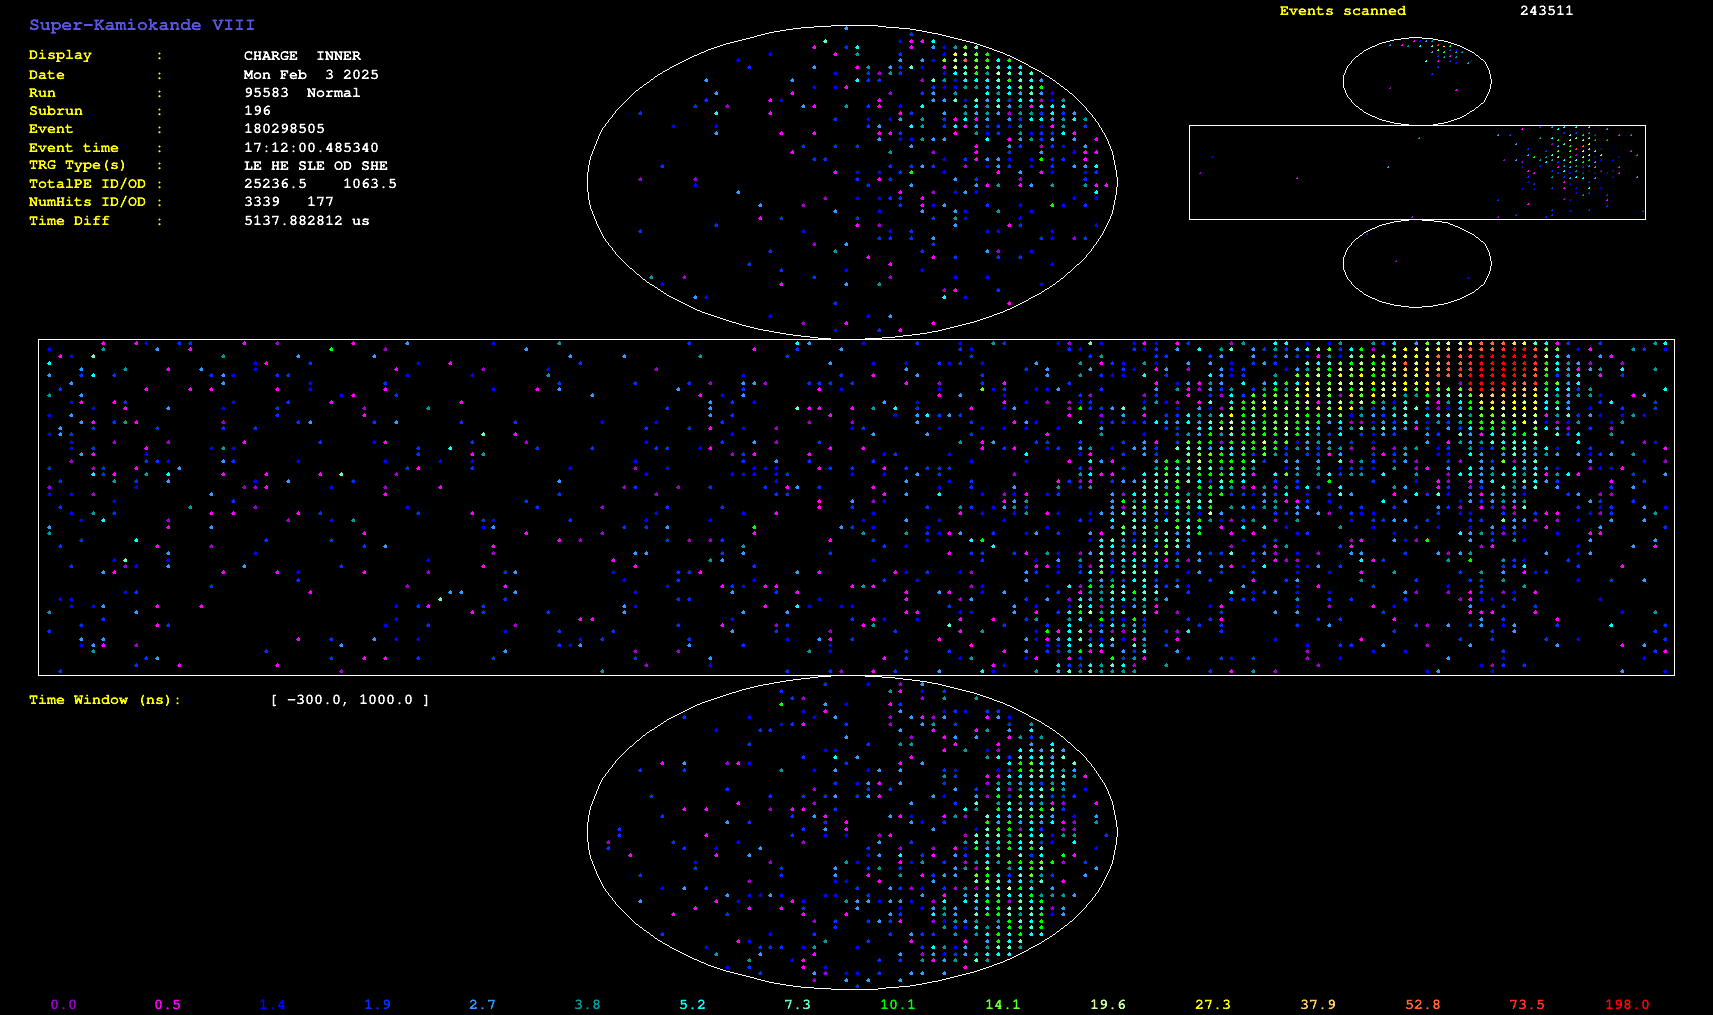 Super-Kamiokande VIII
Events scanned 243511
Display : CHARGE INNER
Date : Mon Feb 3 2025
Run : 95583 Normal
Subrun : 196
Event : 180298505
Event time : 17:12:00.485340
TRG Type(s) : LE HE SLE OD SHE
TotalPE ID/OD : 25236.5 1063.5
NumHits ID/OD : 3339 177
Time Diff : 5137.882812 us
Time Window (ns): [ -300.0, 1000.0 ]
0.0 0.5 1.4 1.9 2.7 3.8 5.2 7.3 10.1 14.1 19.6 27.3 37.9 52.8 73.5 198.0